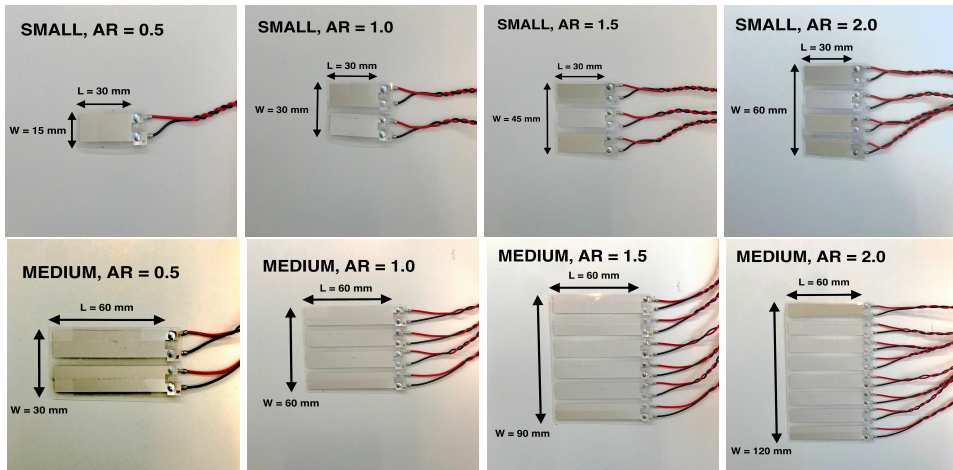 SMALL, AR = 0.5
L = 30 mm
W = 15 mm
SMALL, AR = 1.0
L = 30 mm
W = 30 mm
SMALL, AR = 1.5
L = 30 mm
W = 45 mm
SMALL, AR = 2.0
L = 30 mm
W = 60 mm
MEDIUM, AR = 0.5
L = 60 mm
W = 30 mm
MEDIUM, AR = 1.0
L = 60 mm
W = 60 mm
MEDIUM, AR = 1.5
L = 60 mm
W = 90 mm
MEDIUM, AR = 2.0
L = 60 mm
W = 120 mm